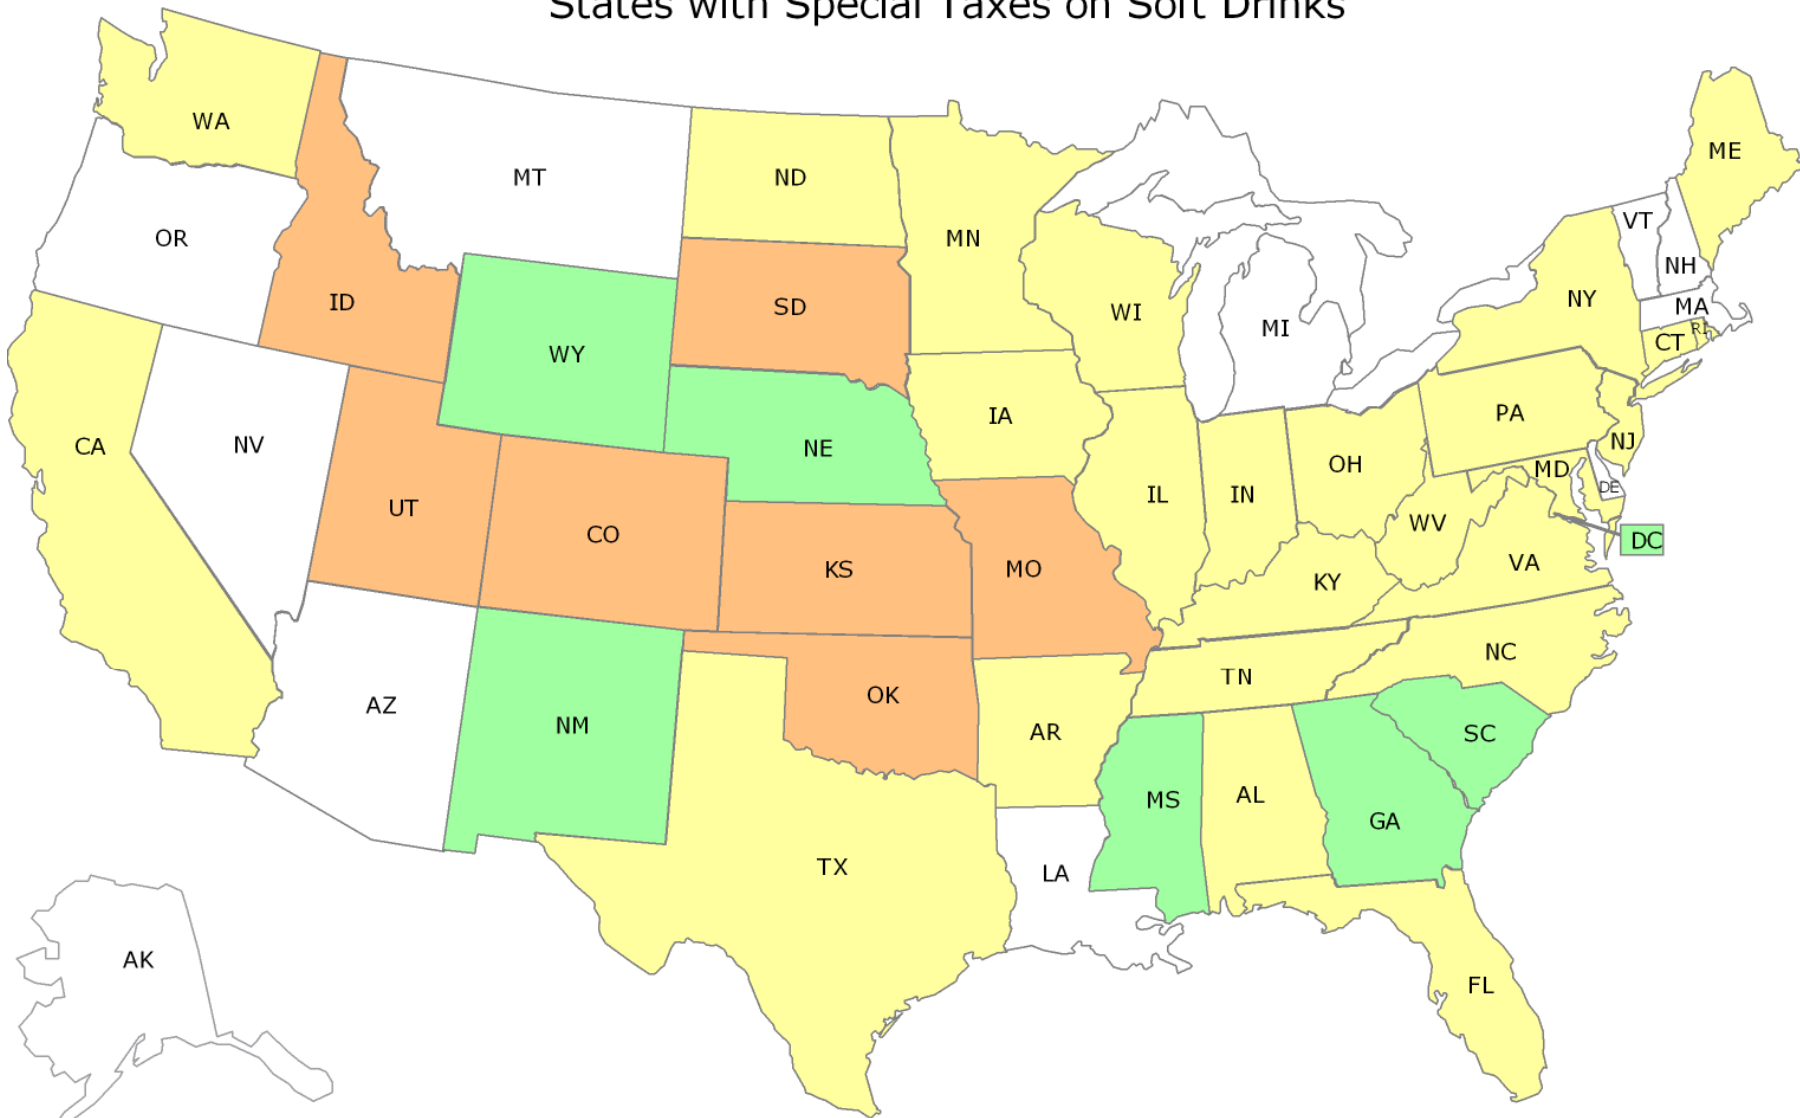 States with Special Taxes on Soft Drinks
WA
MT
ND
MN
ME
OR
ID
WY
SD
WI
MI
VT
NH
NY
MA
CT
RI
CA
NV
UT
CO
NE
IA
IL
IN
OH
PA
NJ
MD
DE
WV
DC
VA
KS
MO
KY
AZ
NM
OK
AR
TN
NC
SC
MS
AL
GA
TX
LA
AK
FL